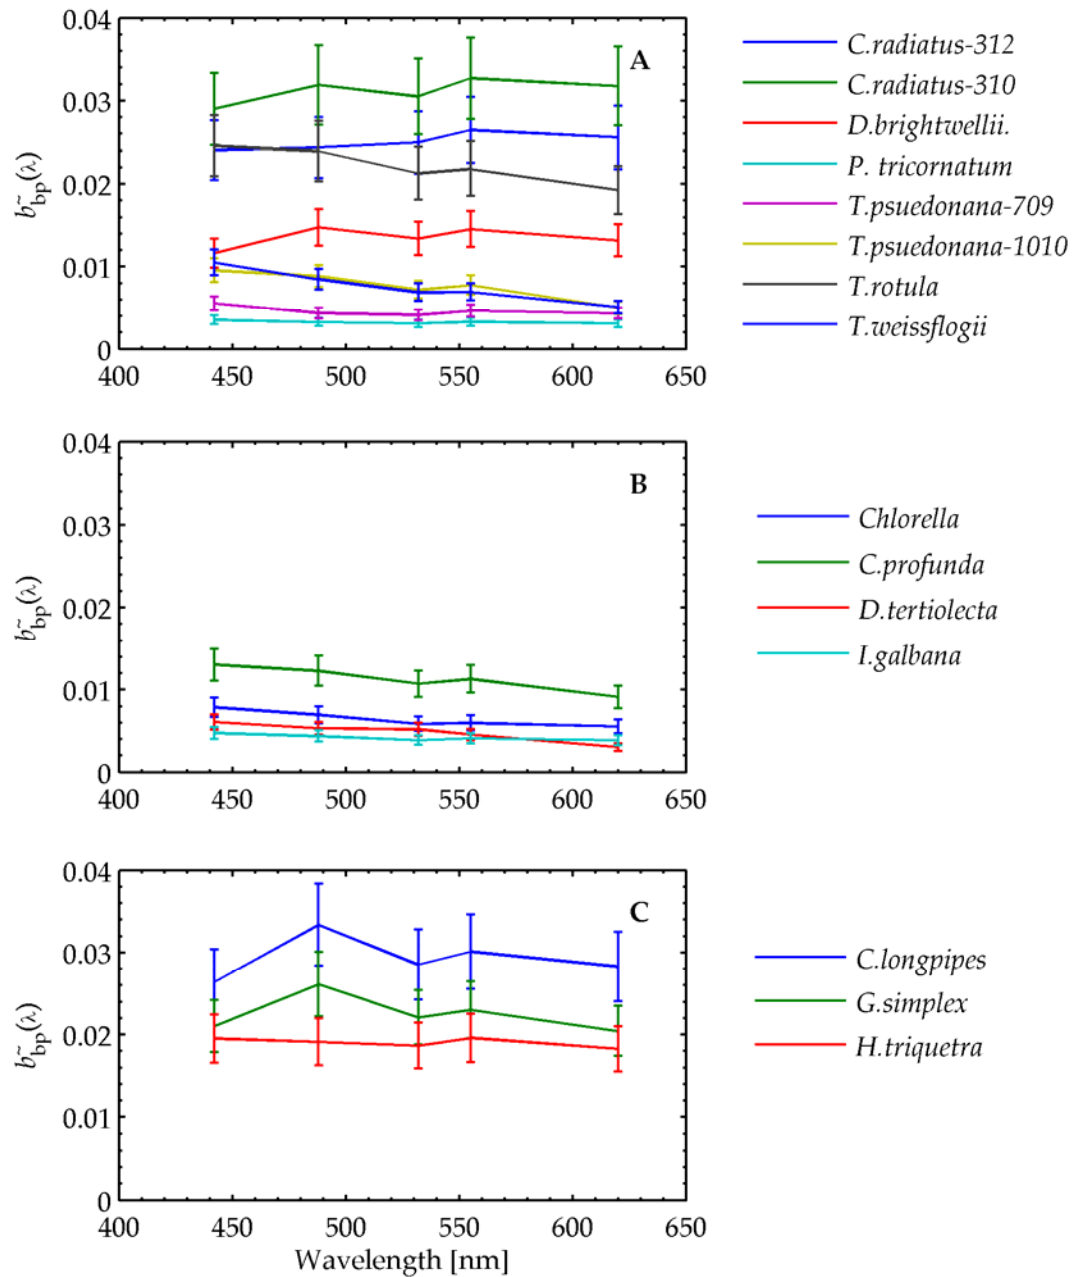 0.04
0.03
0.02
0.01
0
b̃bp(λ)
A
400 450 500 550 600 650
C.radiatus-312
C.radiatus-310
D.brightwellii.
P. tricornatum
T.psuedonana-709
T.psuedonana-1010
T.rotula
T.weissflogii
0.04
0.03
0.02
0.01
0
b̃bp(λ)
B
400 450 500 550 600 650
Chlorella
C.profunda
D.tertiolecta
I.galbana
0.04
0.03
0.02
0.01
0
b̃bp(λ)
C
400 450 500 550 600 650
Wavelength [nm]
C.longpipes
G.simplex
H.triquetra